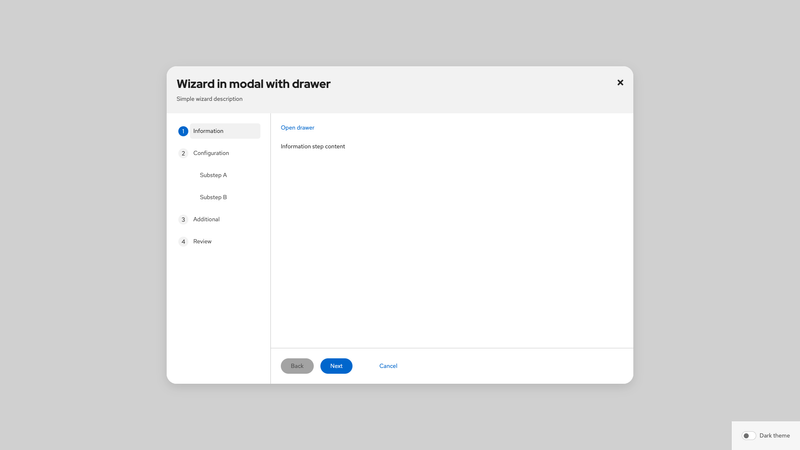 Wizard in modal with drawer
Simple wizard description
1 Information
2 Configuration
Substep A
Substep B
3 Additional
4 Review
Open drawer
Information step content
Back Next Cancel
Dark theme